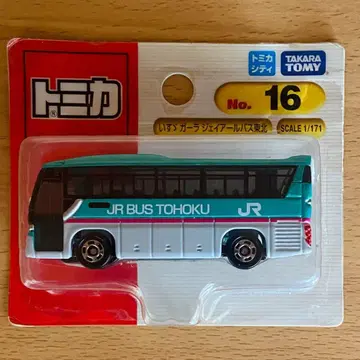 トミカ
トミカ
シティ
TAKARA
TOMY
No. 16
いすゞ ガーラ ジェイアールバス東北
SCALE 1/171
JR BUS TOHOKU
JR